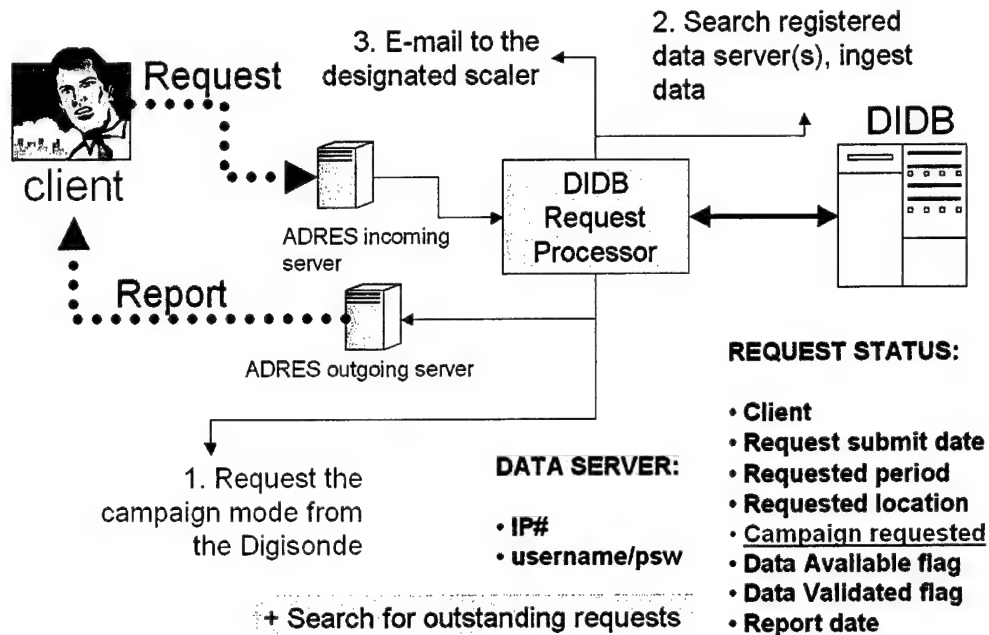 3. E-mail to the
designated scaler
2. Search registered
data server(s), ingest
data
Request
client
ADRES incoming
server
DIDB
Request
Processor
DIDB
Report
ADRES outgoing server
1. Request the
campaign mode from
the Digisonde
DATA SERVER:
• IP#
• username/psw
+ Search for outstanding requests
REQUEST STATUS:
• Client
• Request submit date
• Requested period
• Requested location
• Campaign requested
• Data Available flag
• Data Validated flag
• Report date